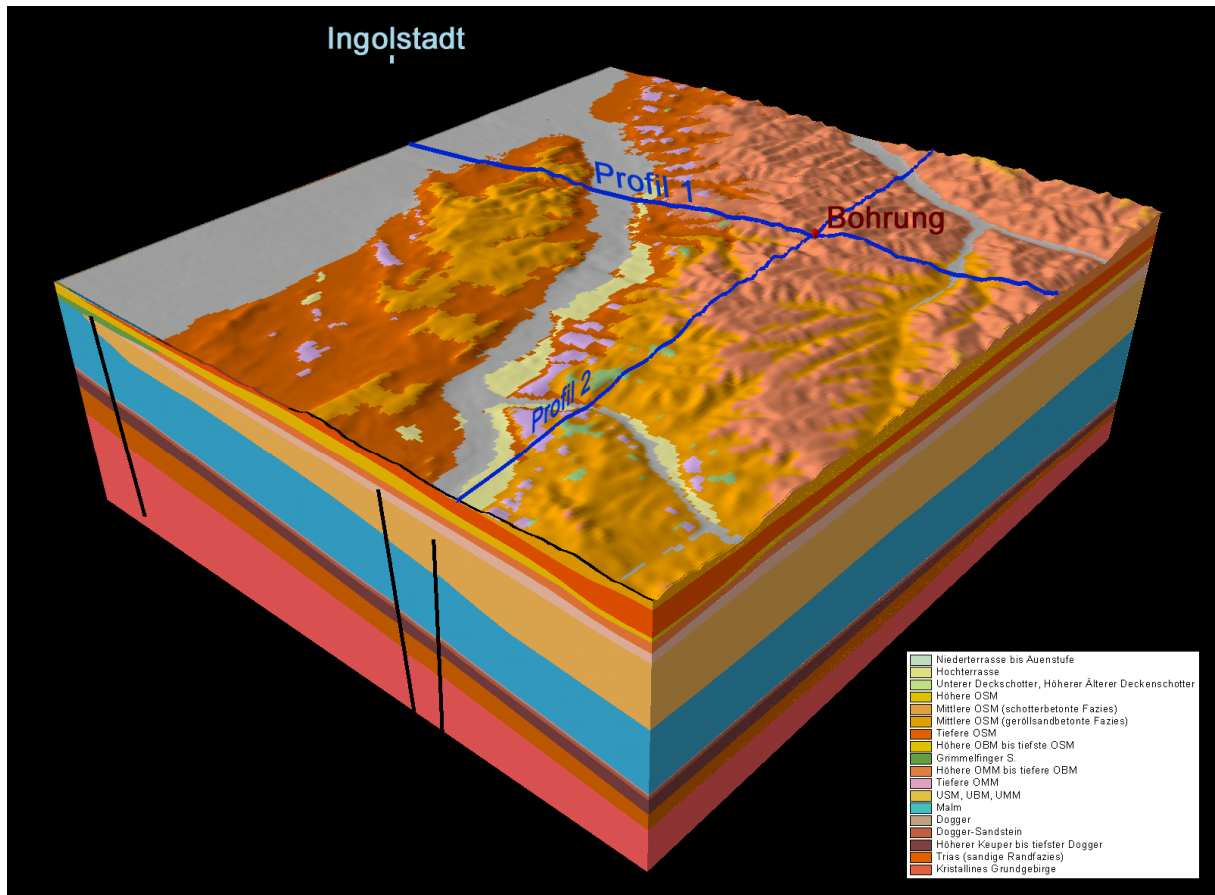 Ingolstadt
Profil 1
Bohrung
Profil 2
Niederterrasse bis Auenstufe
Hochterrasse
Unterer Deckschotter, Höherer Älterer Deckenschotter
Höhere OSM
Mittlere OSM (schotterbetonte Fazies)
Mittlere OSM (geröllsandbetonte Fazies)
Tiefere OSM
Höhere OBM bis tiefste OSM
Grimmelfinger S.
Höhere OMM bis tiefere OBM
Tiefere OMM
USM, UBM, UMM
Malm
Dogger
Dogger-Sandstein
Höherer Keuper bis tiefster Dogger
Trias (sandige Randfazies)
Kristallines Grundgebirge